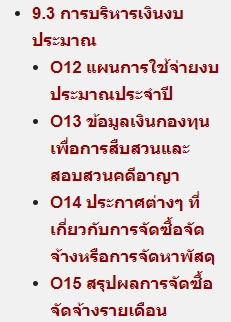 9.3 การบริหารเงินงบ
ประมาณ
O12 แผนการใช้จ่ายงบ
ประมาณประจำปี
O13 ข้อมูลเงินกองทุน
เพื่อการสืบสวนและ
สอบสวนคดีอาญา
O14 ประกาศต่างๆ ที่
เกี่ยวกับการจัดซื้อจัด
จ้างหรือการจัดหาพัสดุ
O15 สรุปผลการจัดซื้อ
จัดจ้างรายเดือน